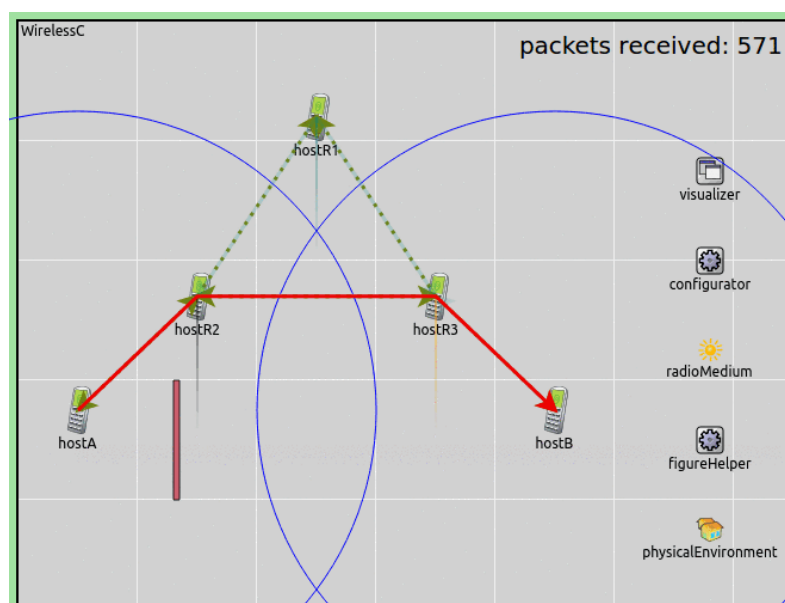 WirelessC
packets received: 571
hostR1
visualizer
configurator
hostR2
hostR3
radioMedium
hostA
hostB
figureHelper
physicalEnvironment